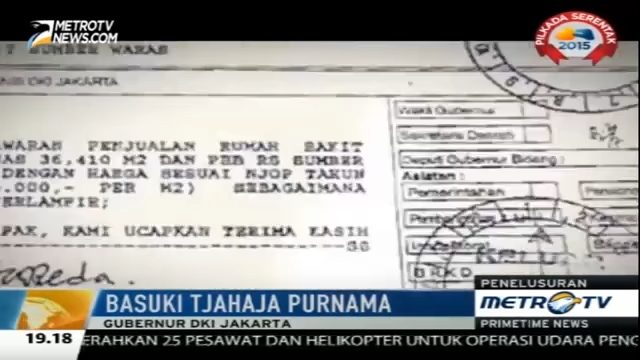 METROTV
NEWS.COM
PILKADA SERENTAK
2015
T SUMBER WARAS
DKI JAKARTA
AWARAN PENJUALAN RUMAH SAKIT
AS 36,410 M2 DAN PBB RS SUMBER
DENGAN HARGA SESUAI NJOP TAHUN
.000,- PER M2) SEBAGAIMANA
ERLAMPIR;
PAK, KAMI UCAPKAN TERIMA KASIH
Wakil Gubernur
Sekretaris Daerah
Deputi Gubernur Bidang :
Asisten :
Pemerintahan
PENELUSURAN
BASUKI TJAHAJA PURNAMA
GUBERNUR DKI JAKARTA
METRO TV
PRIMETIME NEWS
19.18
ERAHKAN 25 PESAWAT DAN HELIKOPTER UNTUK OPERASI UDARA PENG